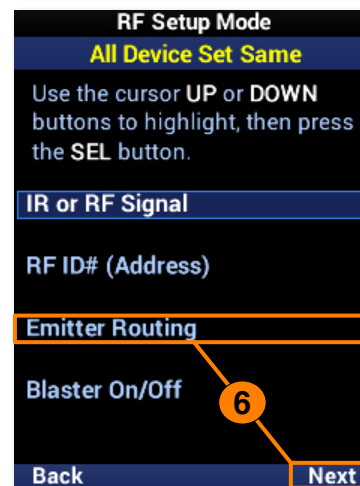 RF Setup Mode
All Device Set Same
Use the cursor UP or DOWN
buttons to highlight, then press
the SEL button.
IR or RF Signal
RF ID# (Address)
Emitter Routing
Blaster On/Off
6
Back Next